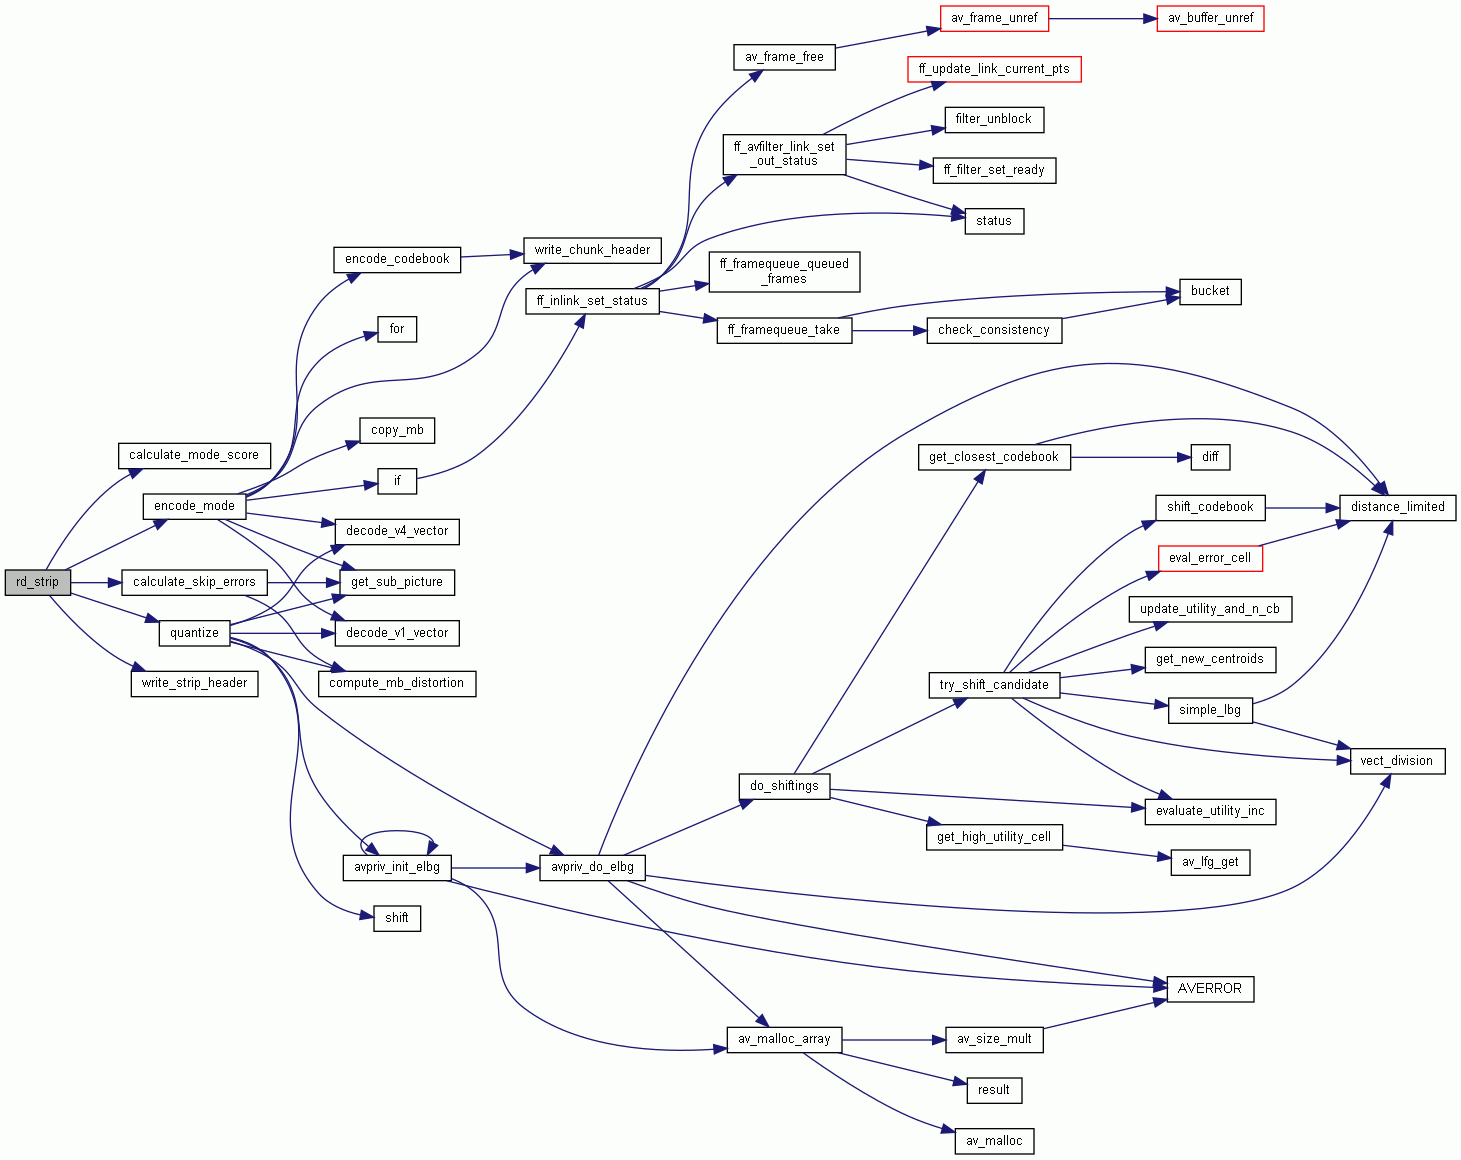 av_frame_unref
av_buffer_unref
av_frame_free
ff_update_link_current_pts
filter_unblock
ff_avfilter_link_set
_out_status
ff_filter_set_ready
status
encode_codebook
write_chunk_header
ff_framequeue_queued
_frames
ff_inlink_set_status
bucket
for
ff_framequeue_take
check_consistency
copy_mb
calculate_mode_score
get_closest_codebook
diff
if
encode_mode
shift_codebook
distance_limited
decode_v4_vector
eval_error_cell
rd_strip
calculate_skip_errors
get_sub_picture
update_utility_and_n_cb
quantize
decode_v1_vector
get_new_centroids
write_strip_header
compute_mb_distortion
try_shift_candidate
simple_lbg
vect_division
do_shiftings
evaluate_utility_inc
get_high_utility_cell
avpriv_init_elbg
avpriv_do_elbg
av_lfg_get
shift
AVERROR
av_malloc_array
av_size_mult
result
av_malloc